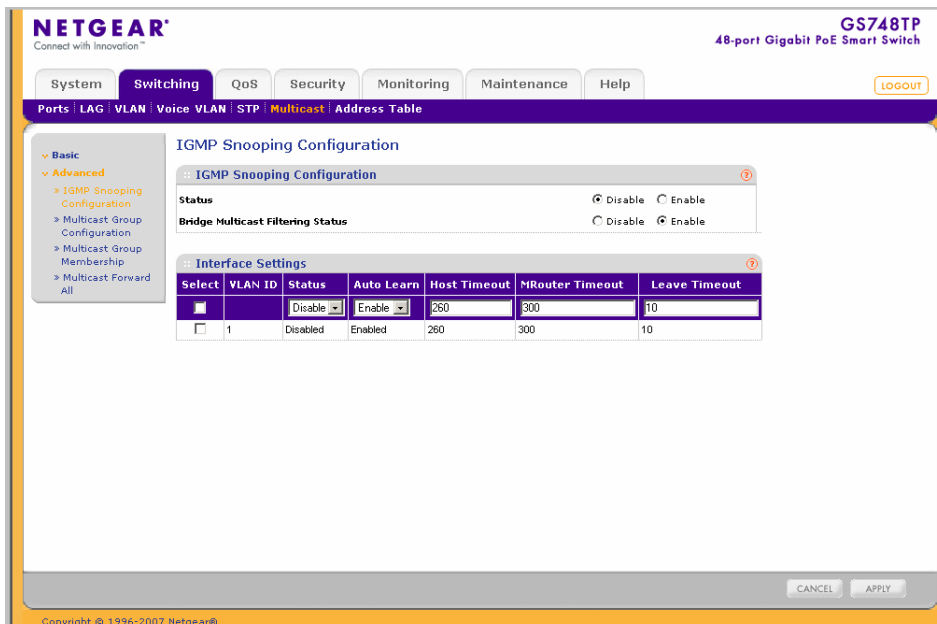 NETGEAR®
Connect with Innovation™
GS748TP
48-port Gigabit PoE Smart Switch
System Switching QoS Security Monitoring Maintenance Help
LOGOUT
Ports LAG VLAN Voice VLAN STP Multicast Address Table
Basic
Advanced
» IGMP Snooping
Configuration
» Multicast Group
Configuration
» Multicast Group
Membership
» Multicast Forward
All
IGMP Snooping Configuration
:: IGMP Snooping Configuration ?
Status Disable Enable
Bridge Multicast Filtering Status Disable Enable
:: Interface Settings ?
Select VLAN ID Status Auto Learn Host Timeout MRouter Timeout Leave Timeout
Disable Enable 260 300 10
1 Disabled Enabled 260 300 10
CANCEL APPLY
Copyright © 1996-2007 Netgear®